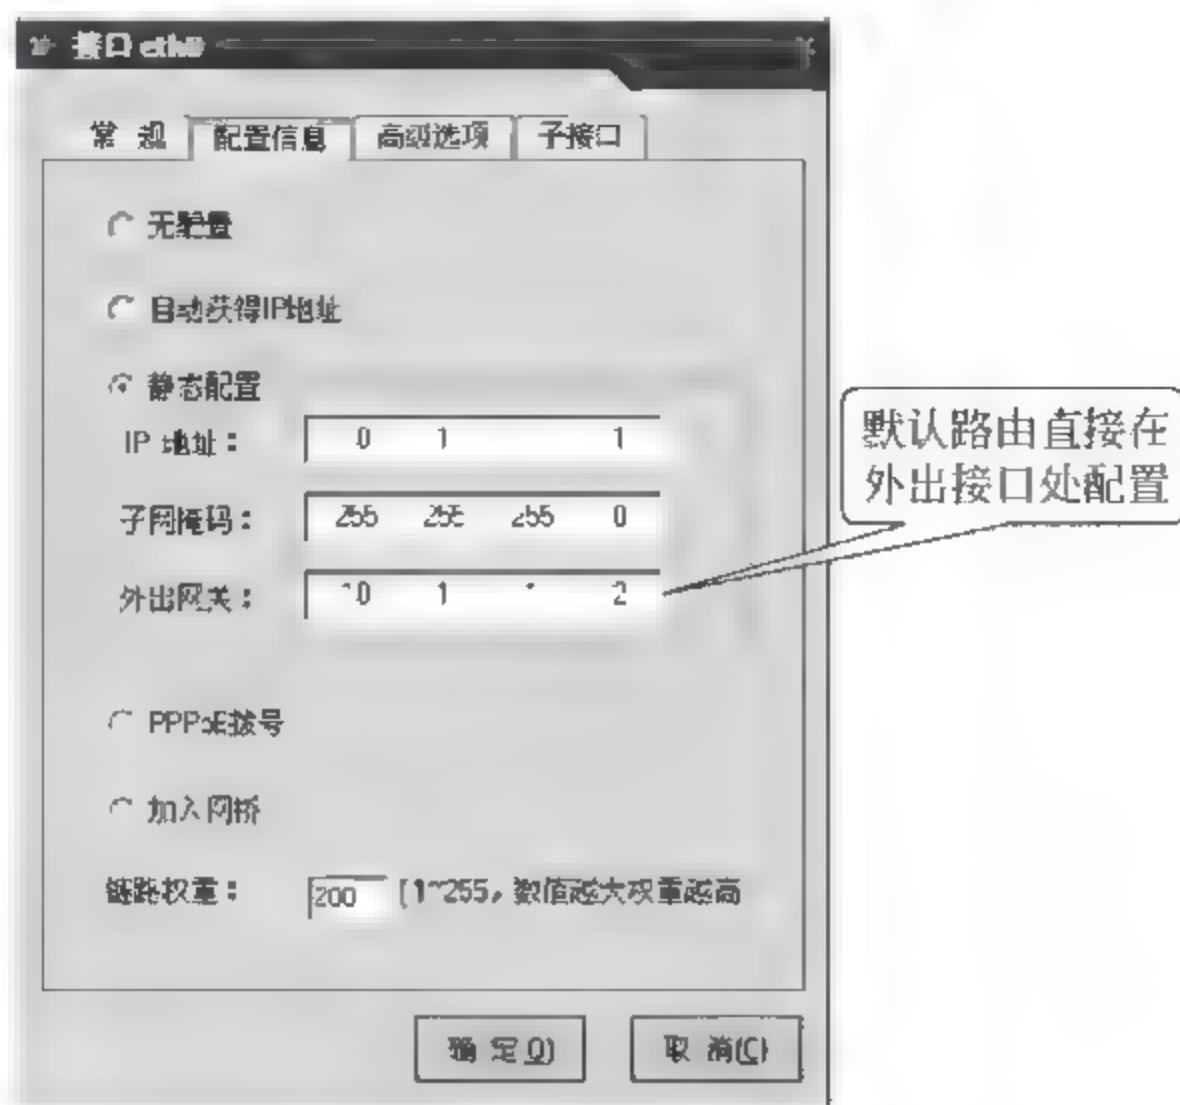 接口 eth0
常 规 配置信息 高级选项 子接口
无配置
自动获得IP地址
静态配置
IP 地址： 0 1 1
子网掩码： 255 255 255 0
外出网关： 10 1 2
默认路由直接在
外出接口处配置
PPPoE拨号
加入网桥
链路权重： 200 [1~255，数值越大权重越高
确 定(O) 取 消(C)